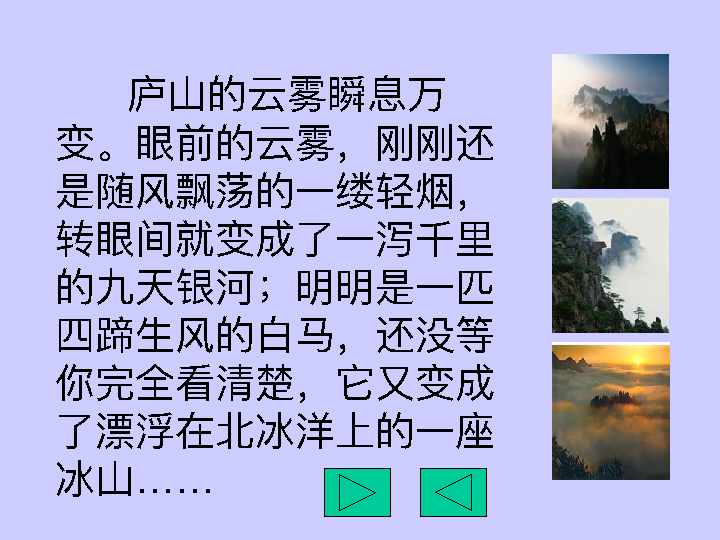 庐山的云雾瞬息万
变。眼前的云雾，刚刚还
是随风飘荡的一缕轻烟，
转眼间就变成了一泻千里
的九天银河；明明是一匹
四蹄生风的白马，还没等
你完全看清楚，它又变成
了漂浮在北冰洋上的一座
冰山……